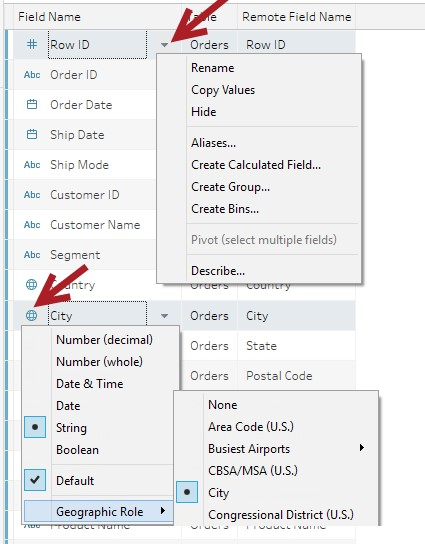 Field Name Table Remote Field Name
# Row ID Orders Row ID
Abc Order ID
Order Date
Ship Date
Abc Ship Mode
Abc Customer ID
Abc Customer Name
Abc Segment
Country Orders Country
City Orders City
Orders State
Orders Postal Code
Abc Product Name Orders Product Name
Rename
Copy Values
Hide
Aliases...
Create Calculated Field...
Create Group...
Create Bins...
Pivot (select multiple fields)
Describe...
Number (decimal)
Number (whole)
Date & Time
Date
String
Boolean
Default
Geographic Role
None
Area Code (U.S.)
Busiest Airports
CBSA/MSA (U.S.)
City
Congressional District (U.S.)